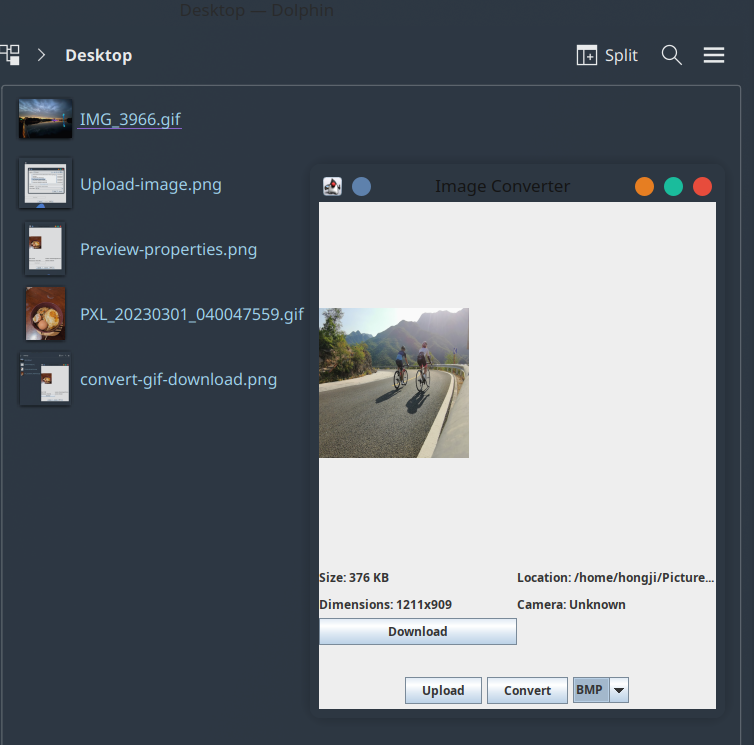 Desktop — Dolphin
Desktop
Split
IMG_3966.gif
Upload-image.png
Image Converter
Preview-properties.png
PXL_20230301_040047559.gif
convert-gif-download.png
Size: 376 KB
Location: /home/hongji/Picture...
Dimensions: 1211x909
Camera: Unknown
Download
Upload
Convert
BMP